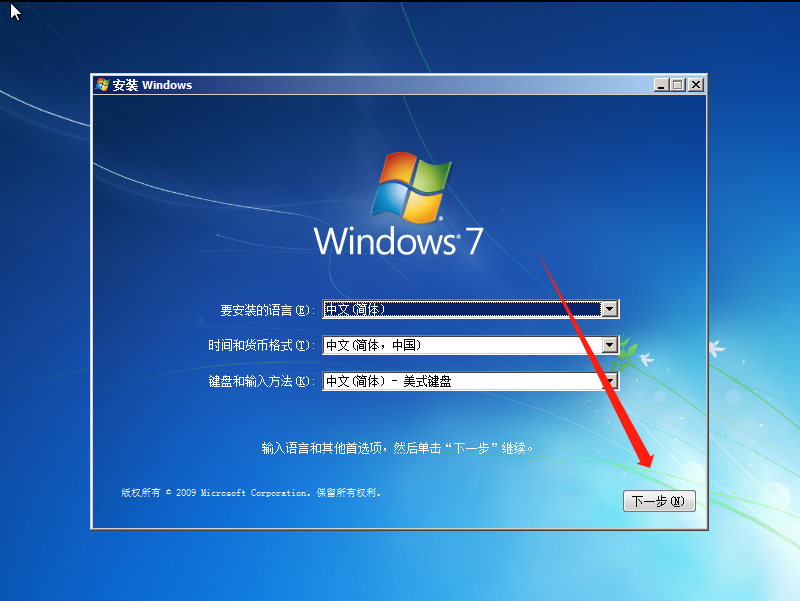 安装 Windows
Windows® 7
要安装的语言(E): 中文(简体)
时间和货币格式(T): 中文(简体，中国)
键盘和输入方法(K): 中文(简体) - 美式键盘
输入语言和其他首选项，然后单击“下一步”继续。
版权所有 © 2009 Microsoft Corporation. 保留所有权利。
下一步(N)